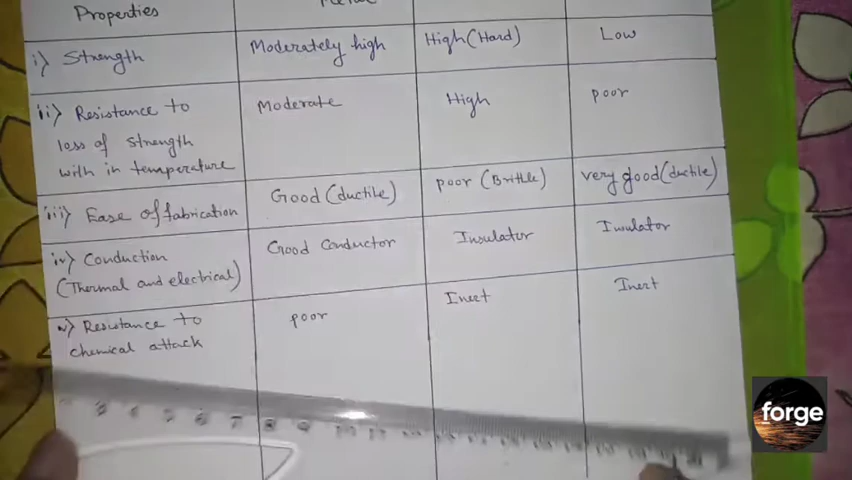 Properties
i) Strength
Moderately high
High (Hard)
Low
ii) Resistance to
loss of strength
with in temperature
Moderate
High
poor
iii) Ease of fabrication
Good (ductile)
poor (Brittle)
very good (ductile)
iv) Conduction
(Thermal and electrical)
Good conductor
Insulator
Insulator
v) Resistance to
chemical attack
poor
Inert
Inert
forge